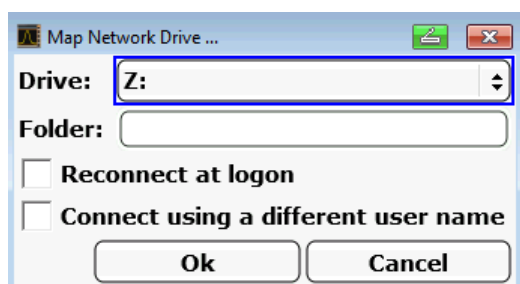 Map Network Drive ...
Drive: Z:
Folder:
Reconnect at logon
Connect using a different user name
Ok Cancel